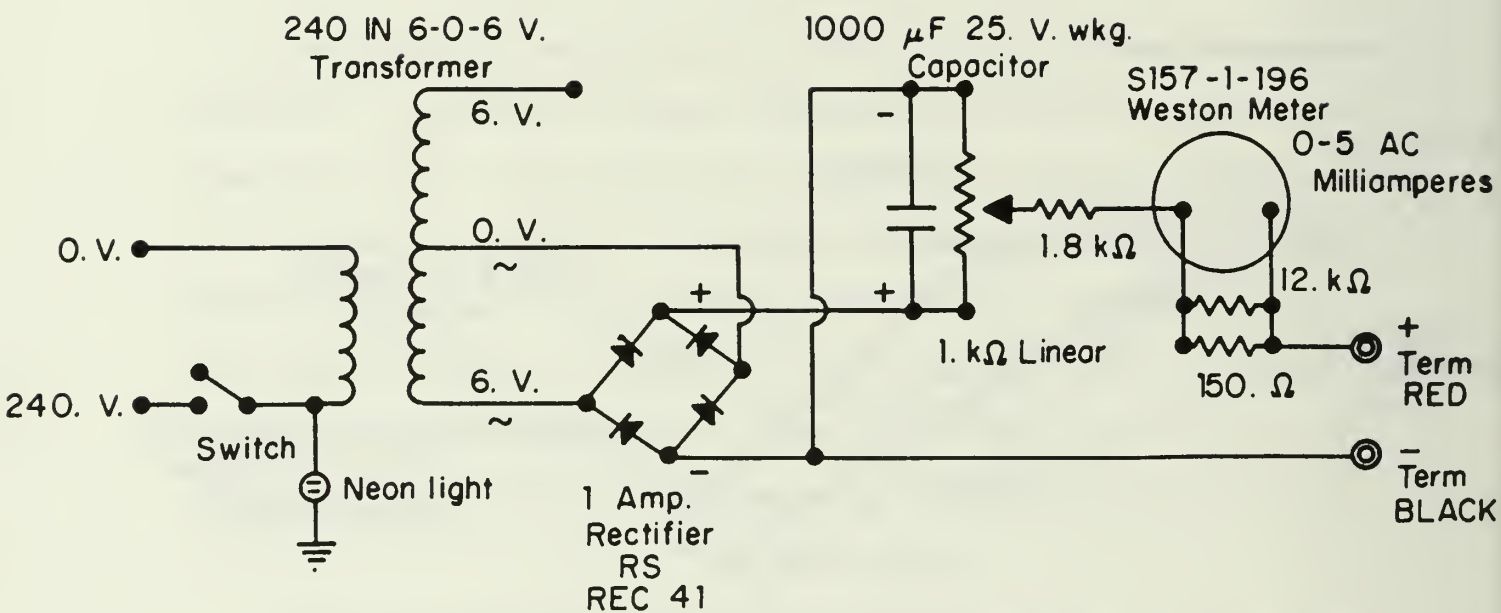 240 IN 6-0-6 V.
Transformer
6. V.
0. V.
~
6. V.
~
0. V.
240. V.
Switch
Neon light
+
-
1 Amp.
Rectifier
RS
REC 41
1000 μF 25. V. wkg.
Capacitor
-
+
1. kΩ Linear
1.8 kΩ
S157-1-196
Weston Meter
0-5 AC
Milliamperes
12. kΩ
150. Ω
+
Term
RED
-
Term
BLACK